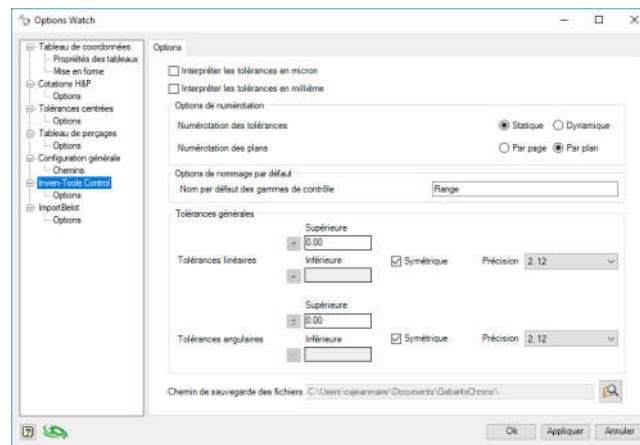 Options Watch
Tableau de coordonnées
Propriétés des tableaux
Mise en forme
Cotations H&P
Options
Tolérances centrées
Options
Tableau de perçages
Options
Configuration générale
Chemins
Inven-Tools Control
Options
ImportBelot
Options
Options
Interpréter les tolérances en micron
Interpréter les tolérances en millième
Options de numérotation
Numérotation des tolérances
Statique
Dynamique
Numérotation des plans
Par page
Par plan
Options de nommage par défaut
Nom par défaut des gammes de contrôle
Range
Tolérances générales
Supérieure
± 0.00
Tolérances linéaires
Inférieure
Symétrique
Précision
2.12
Supérieure
± 0.00
Tolérances angulaires
Inférieure
Symétrique
Précision
2.12
Chemin de sauvegarde des fichiers
C:\Users\cajeanmaire\Documents\GabaritsChrono\
Ok
Appliquer
Annuler